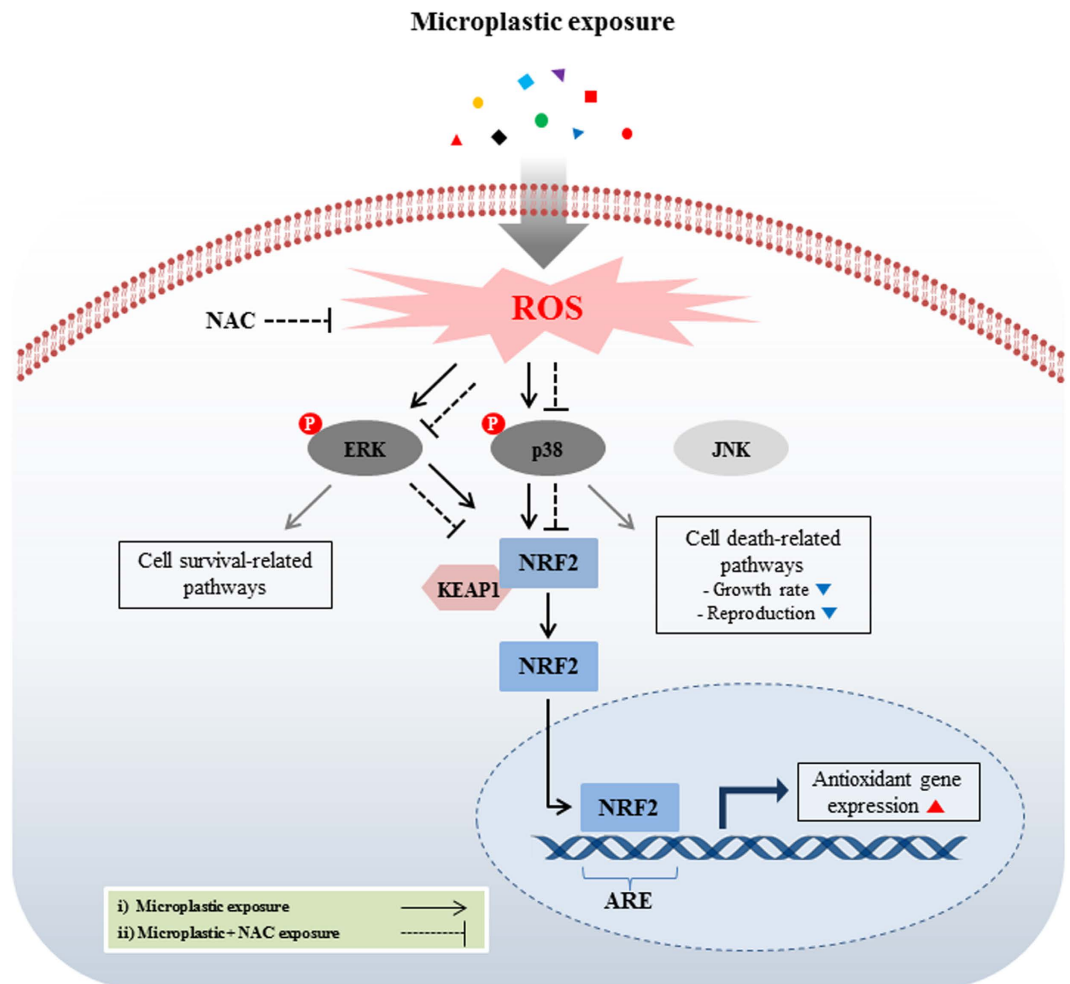 Microplastic exposure
ROS
NAC
P
P
ERK
p38
JNK
Cell survival-related
pathways
Cell death-related
pathways
- Growth rate
- Reproduction
NRF2
KEAP1
NRF2
NRF2
Antioxidant gene
expression
ARE
i) Microplastic exposure
ii) Microplastic+ NAC exposure